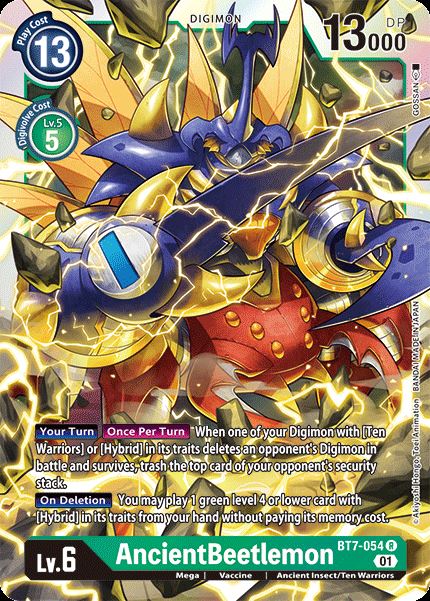 DIGIMON
Play Cost
13
DP
13000
Digivolve Cost
Lv.5
5
GOSSAN
© Akiyoshi Hongo, Toei Animation BANDAI MADE IN JAPAN
Your Turn Once Per Turn When one of your Digimon with [Ten
Warriors] or [Hybrid] in its traits deletes an opponent's Digimon in
battle and survives, trash the top card of your opponent's security
stack.
On Deletion You may play 1 green level 4 or lower card with
[Hybrid] in its traits from your hand without paying its memory cost.
Lv.6
AncientBeetlemon
BT7-054 R
01
Mega | Vaccine | Ancient Insect/Ten Warriors